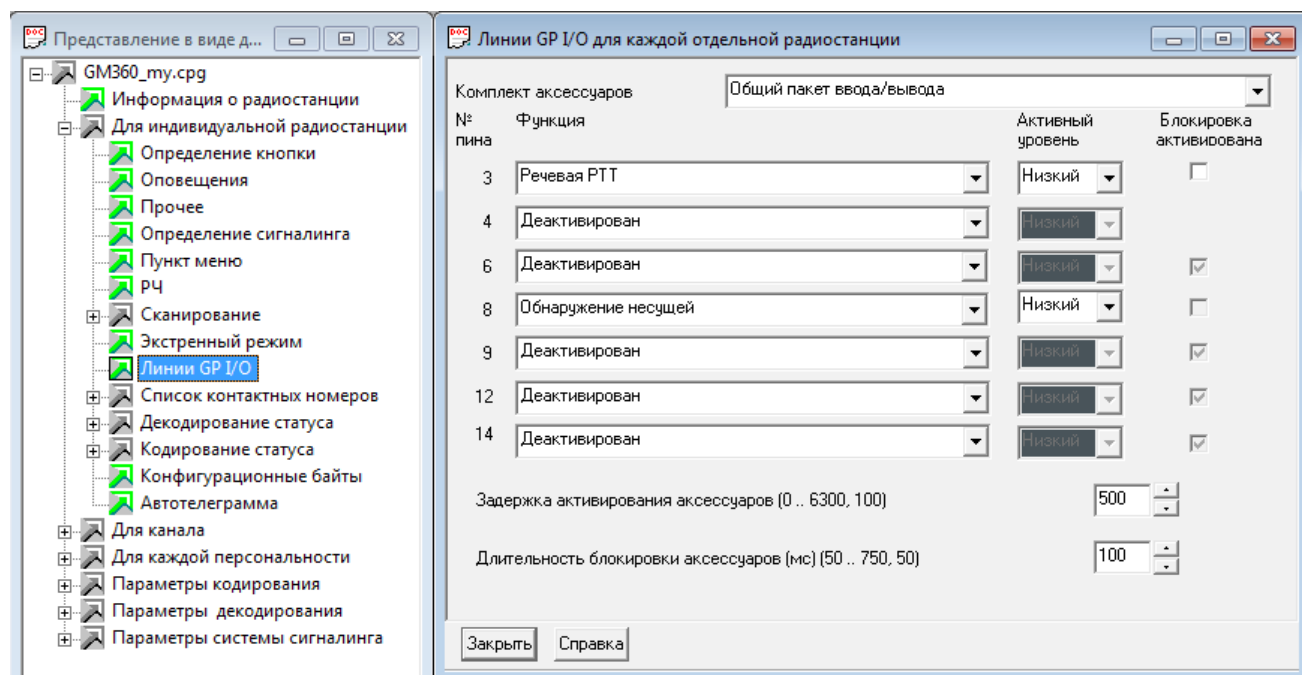 Представление в виде д...
GM360_my.cpg
Информация о радиостанции
Для индивидуальной радиостанции
Определение кнопки
Оповещения
Прочее
Определение сигналинга
Пункт меню
РЧ
Сканирование
Экстренный режим
Линии GP I/O
Список контактных номеров
Декодирование статуса
Кодирование статуса
Конфигурационные байты
Автотелеграмма
Для канала
Для каждой персональности
Параметры кодирования
Параметры декодирования
Параметры системы сигналинга
Линии GP I/O для каждой отдельной радиостанции
Комплект аксессуаров Общий пакет ввода/вывода
№ Функция Активный Блокировка
пина уровень активирована
3 Речевая PTT Низкий
4 Деактивирован Низкий
6 Деактивирован Низкий
8 Обнаружение несущей Низкий
9 Деактивирован Низкий
12 Деактивирован Низкий
14 Деактивирован Низкий
Задержка активирования аксессуаров (0 .. 6300, 100) 500
Длительность блокировки аксессуаров (мс) (50 .. 750, 50) 100
Закрыть Справка